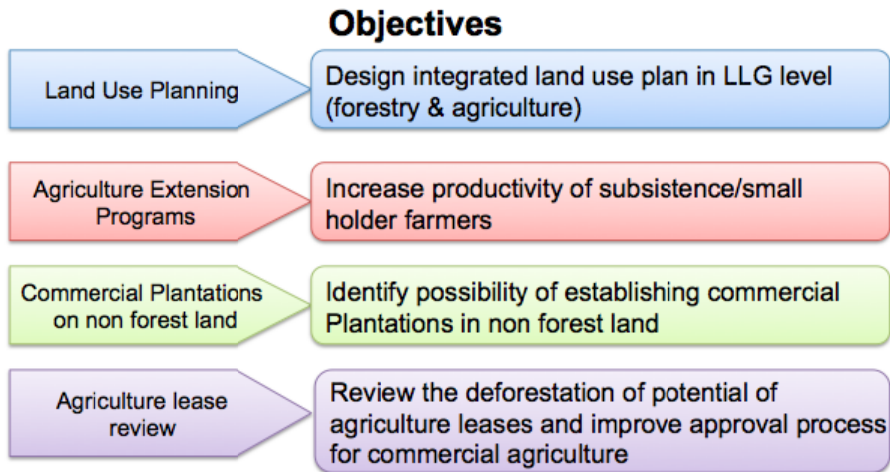 Objectives
Land Use Planning
Design integrated land use plan in LLG level
(forestry & agriculture)
Agriculture Extension
Programs
Increase productivity of subsistence/small
holder farmers
Commercial Plantations
on non forest land
Identify possibility of establishing commercial
Plantations in non forest land
Agriculture lease
review
Review the deforestation of potential of
agriculture leases and improve approval process
for commercial agriculture